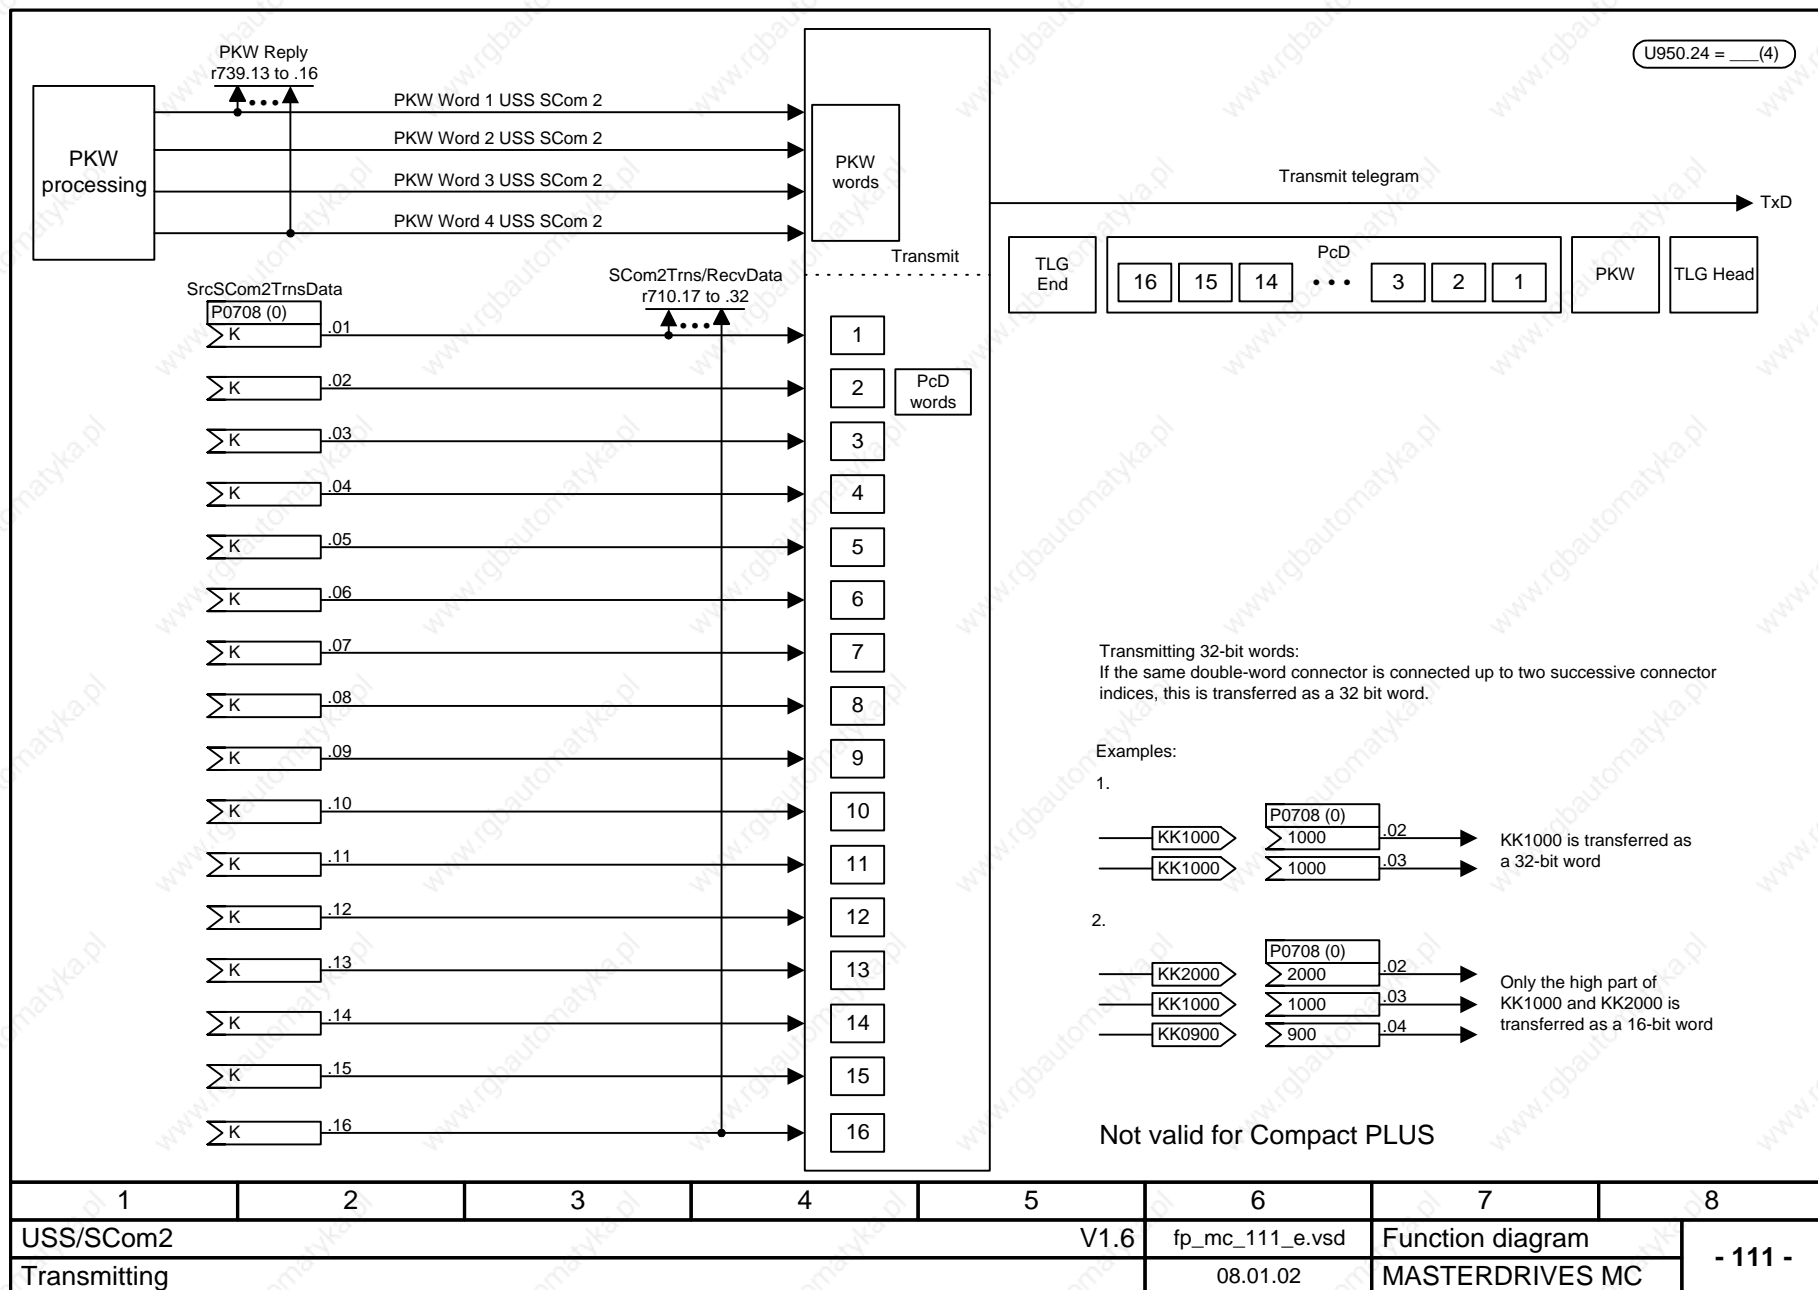 U950.24 = ___(4)
PKW Reply
r739.13 to .16
PKW processing
PKW Word 1 USS SCom 2
PKW Word 2 USS SCom 2
PKW Word 3 USS SCom 2
PKW Word 4 USS SCom 2
PKW
words
Transmit
Transmit telegram
TxD
TLG
End
PcD
16 15 14 ••• 3 2 1
PKW
TLG Head
SrcSCom2TrnsData
P0708 (0)
SCom2Trns/RecvData
r710.17 to .32
K .01 1
K .02 2
PcD
words
K .03 3
K .04 4
K .05 5
K .06 6
K .07 7
K .08 8
K .09 9
K .10 10
K .11 11
K .12 12
K .13 13
K .14 14
K .15 15
K .16 16
Transmitting 32-bit words:
If the same double-word connector is connected up to two successive connector
indices, this is transferred as a 32 bit word.
Examples:
1.
P0708 (0)
KK1000 1000 .02
KK1000 1000 .03
KK1000 is transferred as
a 32-bit word
2.
P0708 (0)
KK2000 2000 .02
KK1000 1000 .03
KK0900 900 .04
Only the high part of
KK1000 and KK2000 is
transferred as a 16-bit word
Not valid for Compact PLUS
1 2 3 4 5 6 7 8
USS/SCom2 V1.6 fp_mc_111_e.vsd Function diagram
- 111 -
Transmitting 08.01.02 MASTERDRIVES MC
www.rgbautomatyka.pl